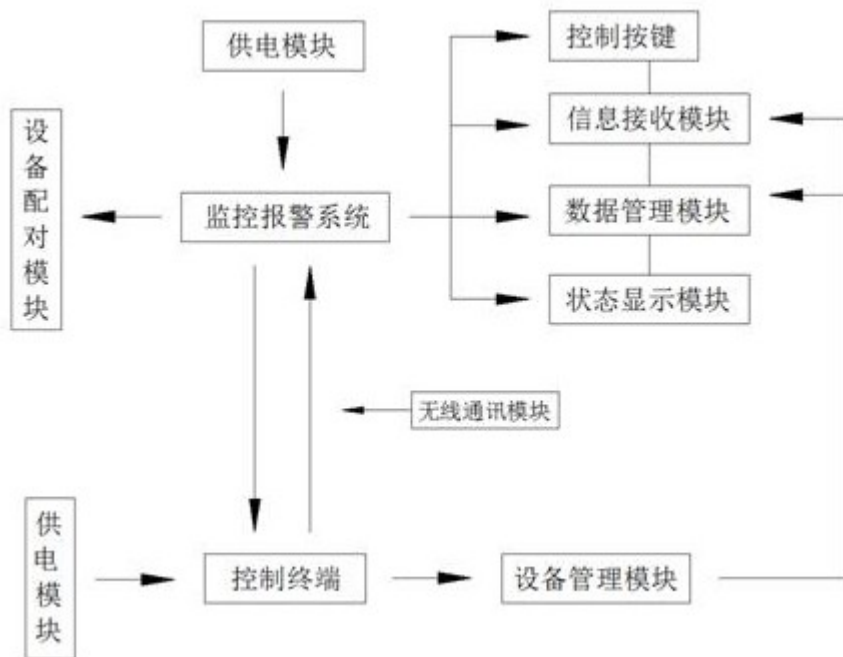 供电模块
控制按键
信息接收模块
设备配对模块
监控报警系统
数据管理模块
状态显示模块
无线通讯模块
供电模块
控制终端
设备管理模块